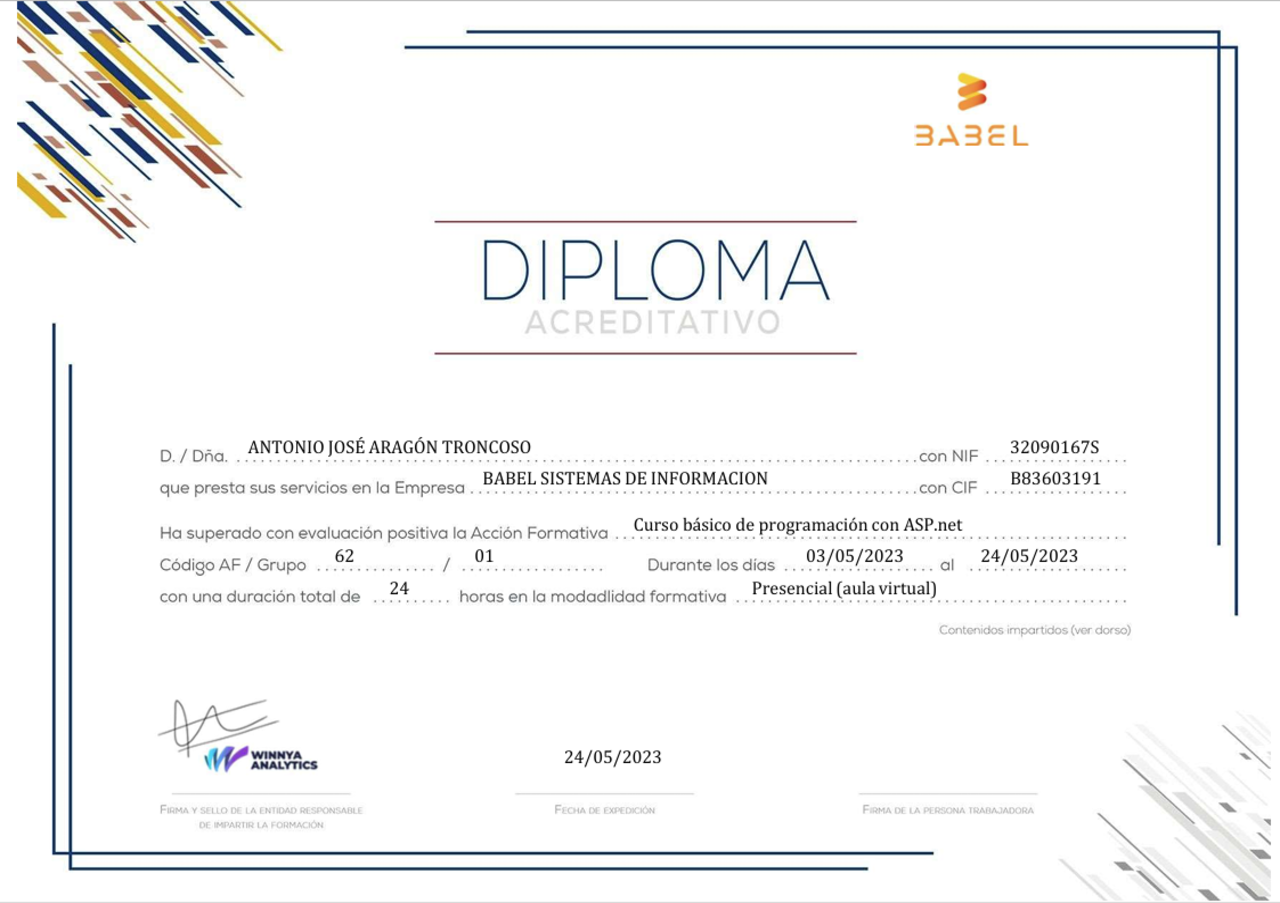 BABEL
DIPLOMA
ACREDITATIVO
D. / Dña. ANTONIO JOSÉ ARAGÓN TRONCOSO con NIF 32090167S
que presta sus servicios en la Empresa BABEL SISTEMAS DE INFORMACION con CIF B83603191
Ha superado con evaluación positiva la Acción Formativa Curso básico de programación con ASP.net
Código AF / Grupo 62 / 01 Durante los días 03/05/2023 al 24/05/2023
con una duración total de 24 horas en la modadlidad formativa Presencial (aula virtual)
Contenidos impartidos (ver dorso)
WINNYA
ANALYTICS
24/05/2023
FIRMA Y SELLO DE LA ENTIDAD RESPONSABLE
DE IMPARTIR LA FORMACIÓN
FECHA DE EXPEDICIÓN
FIRMA DE LA PERSONA TRABAJADORA